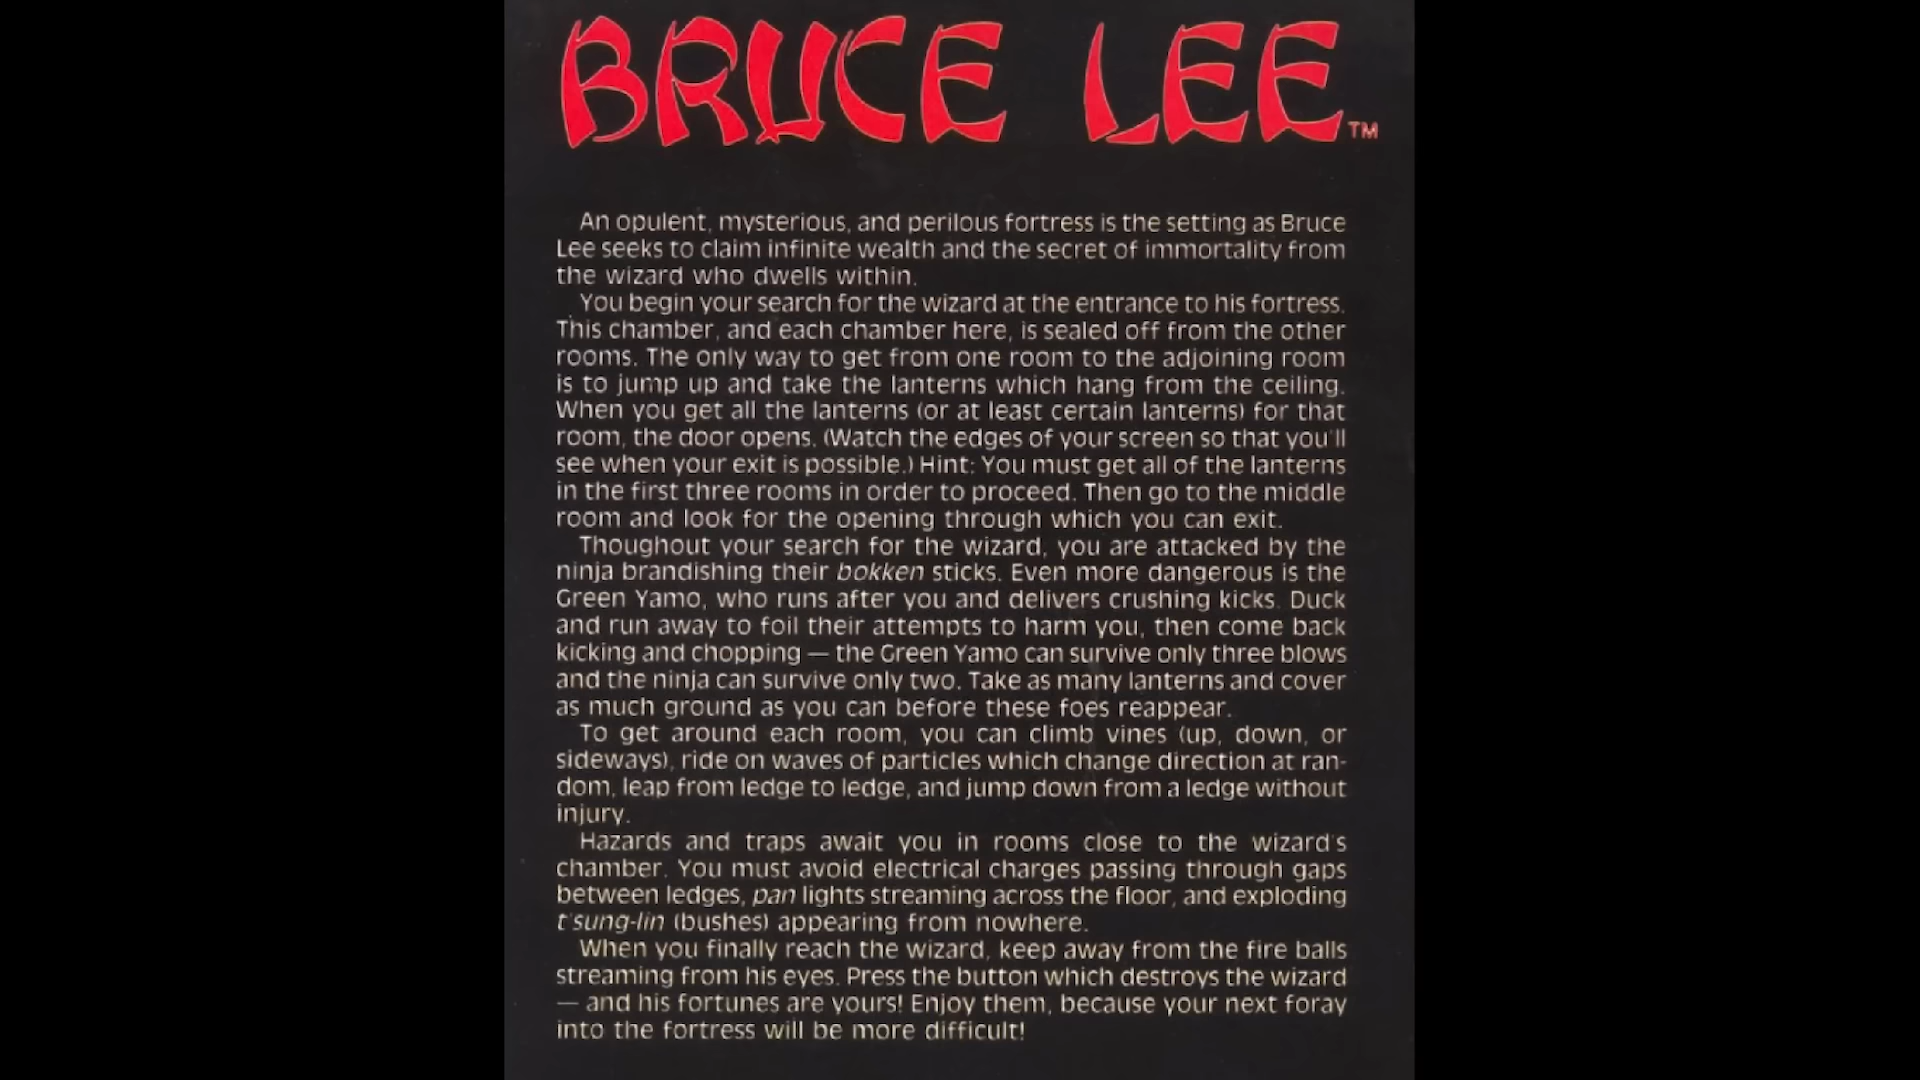 BRUCE LEE™
An opulent, mysterious, and perilous fortress is the setting as Bruce
Lee seeks to claim infinite wealth and the secret of immortality from
the wizard who dwells within.
You begin your search for the wizard at the entrance to his fortress.
This chamber, and each chamber here, is sealed off from the other
rooms. The only way to get from one room to the adjoining room
is to jump up and take the lanterns which hang from the ceiling.
When you get all the lanterns (or at least certain lanterns) for that
room, the door opens. (Watch the edges of your screen so that you'll
see when your exit is possible.) Hint: You must get all of the lanterns
in the first three rooms in order to proceed. Then go to the middle
room and look for the opening through which you can exit.
Thoughout your search for the wizard, you are attacked by the
ninja brandishing their bokken sticks. Even more dangerous is the
Green Yamo, who runs after you and delivers crushing kicks. Duck
and run away to foil their attempts to harm you, then come back
kicking and chopping — the Green Yamo can survive only three blows
and the ninja can survive only two. Take as many lanterns and cover
as much ground as you can before these foes reappear.
To get around each room, you can climb vines (up, down, or
sideways), ride on waves of particles which change direction at ran-
dom, leap from ledge to ledge, and jump down from a ledge without
injury.
Hazards and traps await you in rooms close to the wizard's
chamber. You must avoid electrical charges passing through gaps
between ledges, pan lights streaming across the floor, and exploding
t'sung-lin (bushes) appearing from nowhere.
When you finally reach the wizard, keep away from the fire balls
streaming from his eyes. Press the button which destroys the wizard
— and his fortunes are yours! Enjoy them, because your next foray
into the fortress will be more difficult!